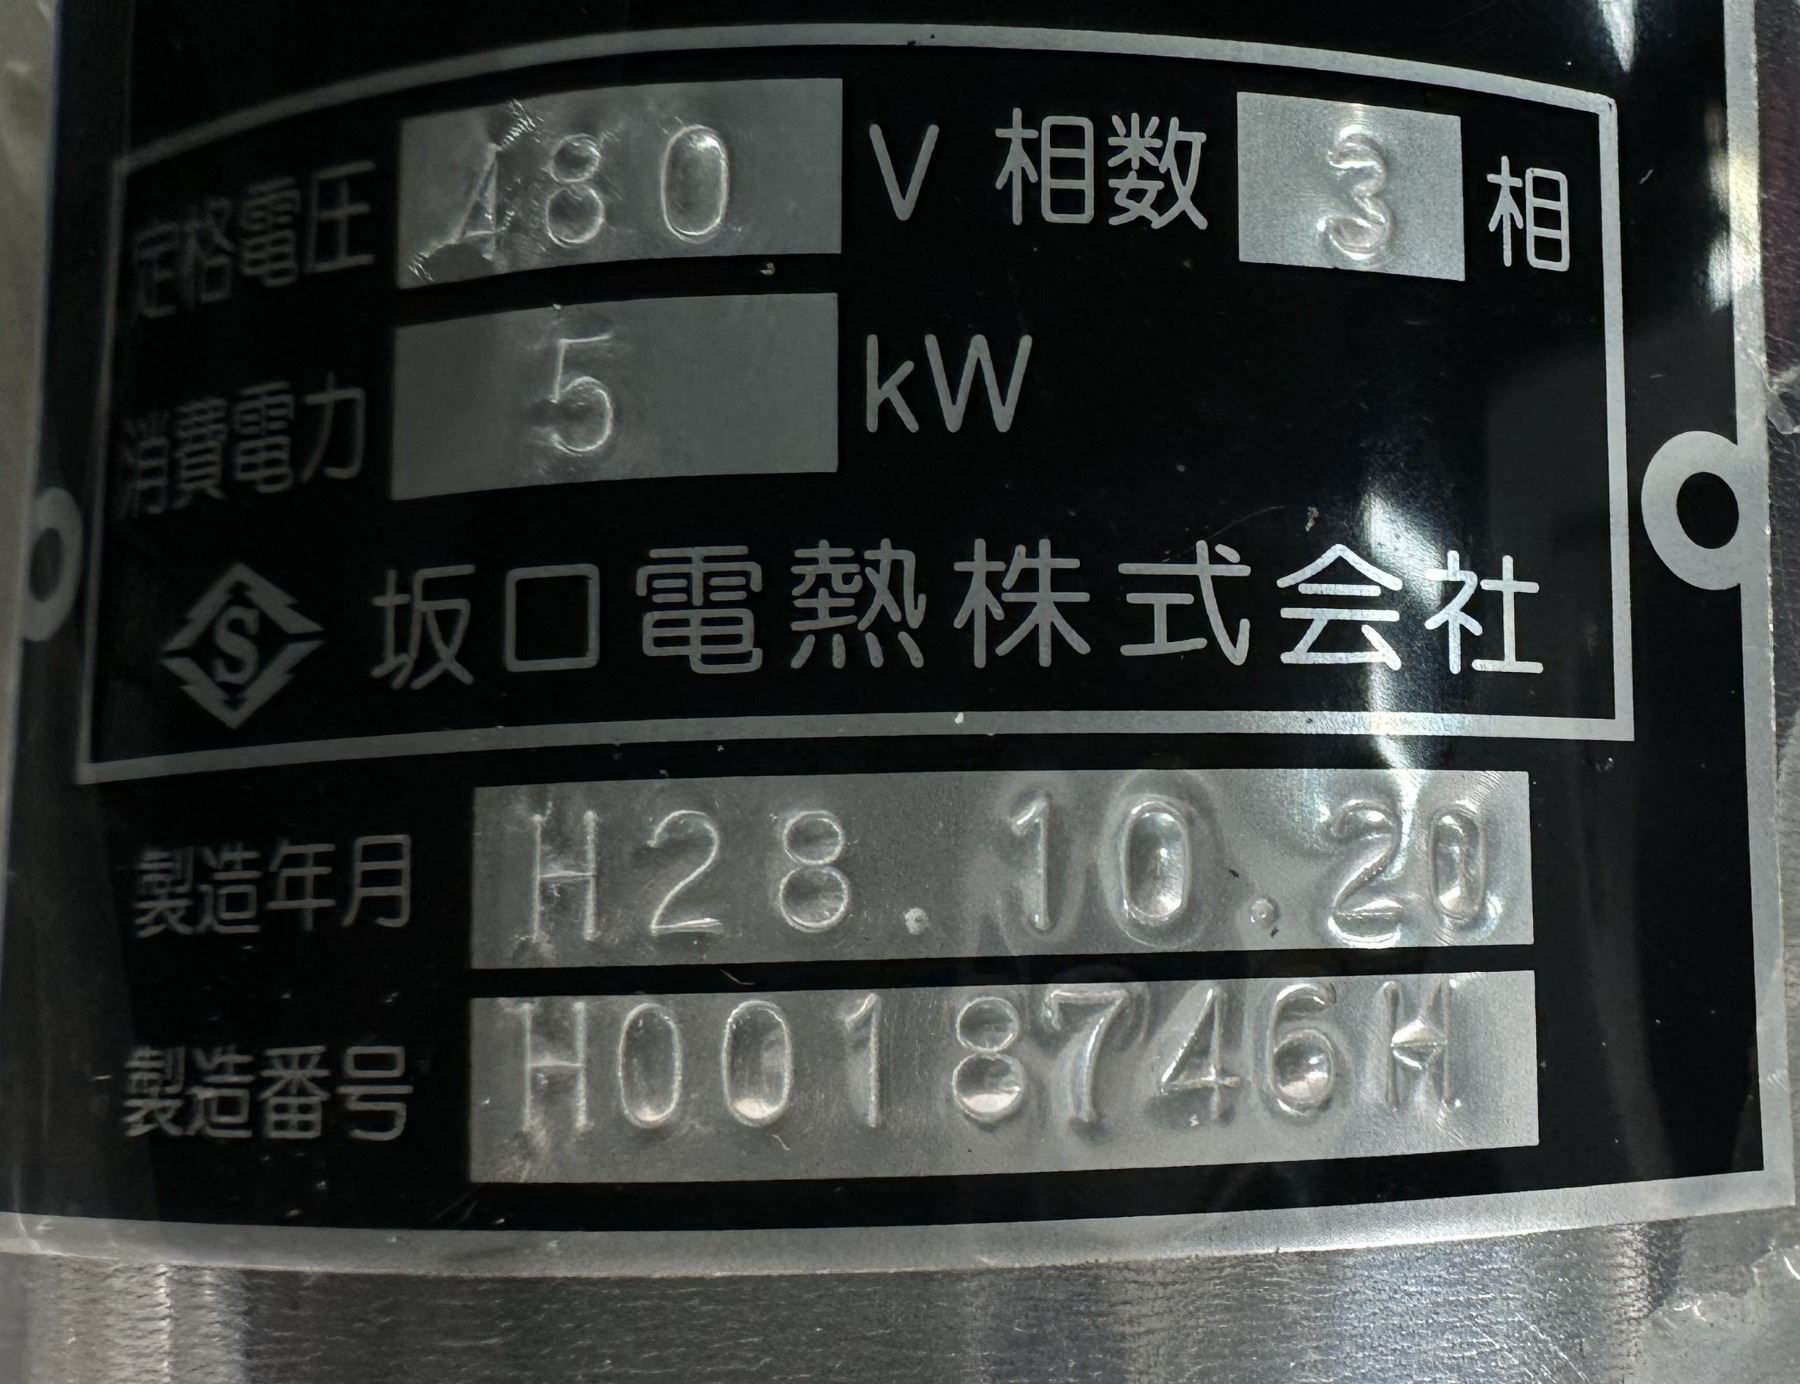 定格電圧 480 V 相数 3 相
消費電力 5 kW
S 坂口電熱株式会社
製造年月 H28.10.20
製造番号 H0018746H